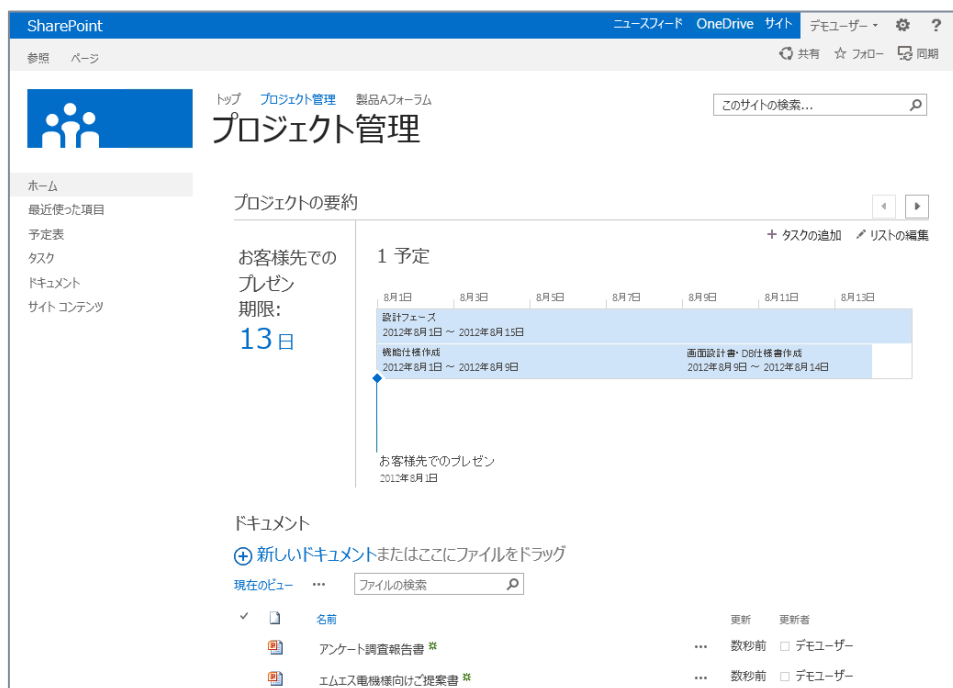 SharePoint
ニュースフィード OneDrive サイト デモユーザー ?
参照 ページ
共有 フォロー 同期
トップ プロジェクト管理 製品Aフォーラム
プロジェクト管理
このサイトの検索...
ホーム
最近使った項目
予定表
タスク
ドキュメント
サイト コンテンツ
プロジェクトの要約
+ タスクの追加 リストの編集
お客様先での
プレゼン
期限:
13 日
1 予定
8月1日 8月3日 8月5日 8月7日 8月9日 8月11日 8月13日
設計フェーズ
2012年8月1日 ～ 2012年8月15日
機能仕様作成
2012年8月1日 ～ 2012年8月9日
画面設計書・DB仕様書作成
2012年8月9日 ～ 2012年8月14日
お客様先でのプレゼン
2012年8月1日
ドキュメント
新しいドキュメントまたはここにファイルをドラッグ
現在のビュー ... ファイルの検索
名前 更新 更新者
アンケート調査報告書 ... 数秒前 デモユーザー
エムエス電機様向けご提案書 ... 数秒前 デモユーザー